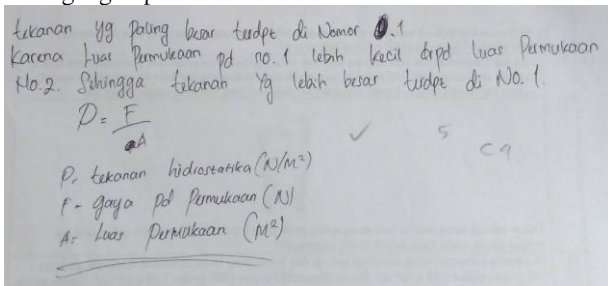 tekanan yg paling besar terdpt di Nomor 1
Karena Luas Permukaan pd no. 1 lebih kecil drpd luas Permukaan
No. 2. Sehingga tekanan yg lebih besar terdpt di No. 1.
P = F
A
✓ 5
C4
P = tekanan hidrostatika (N/m²)
F = gaya pd Permukaan (N)
A = Luas Permukaan (M²)